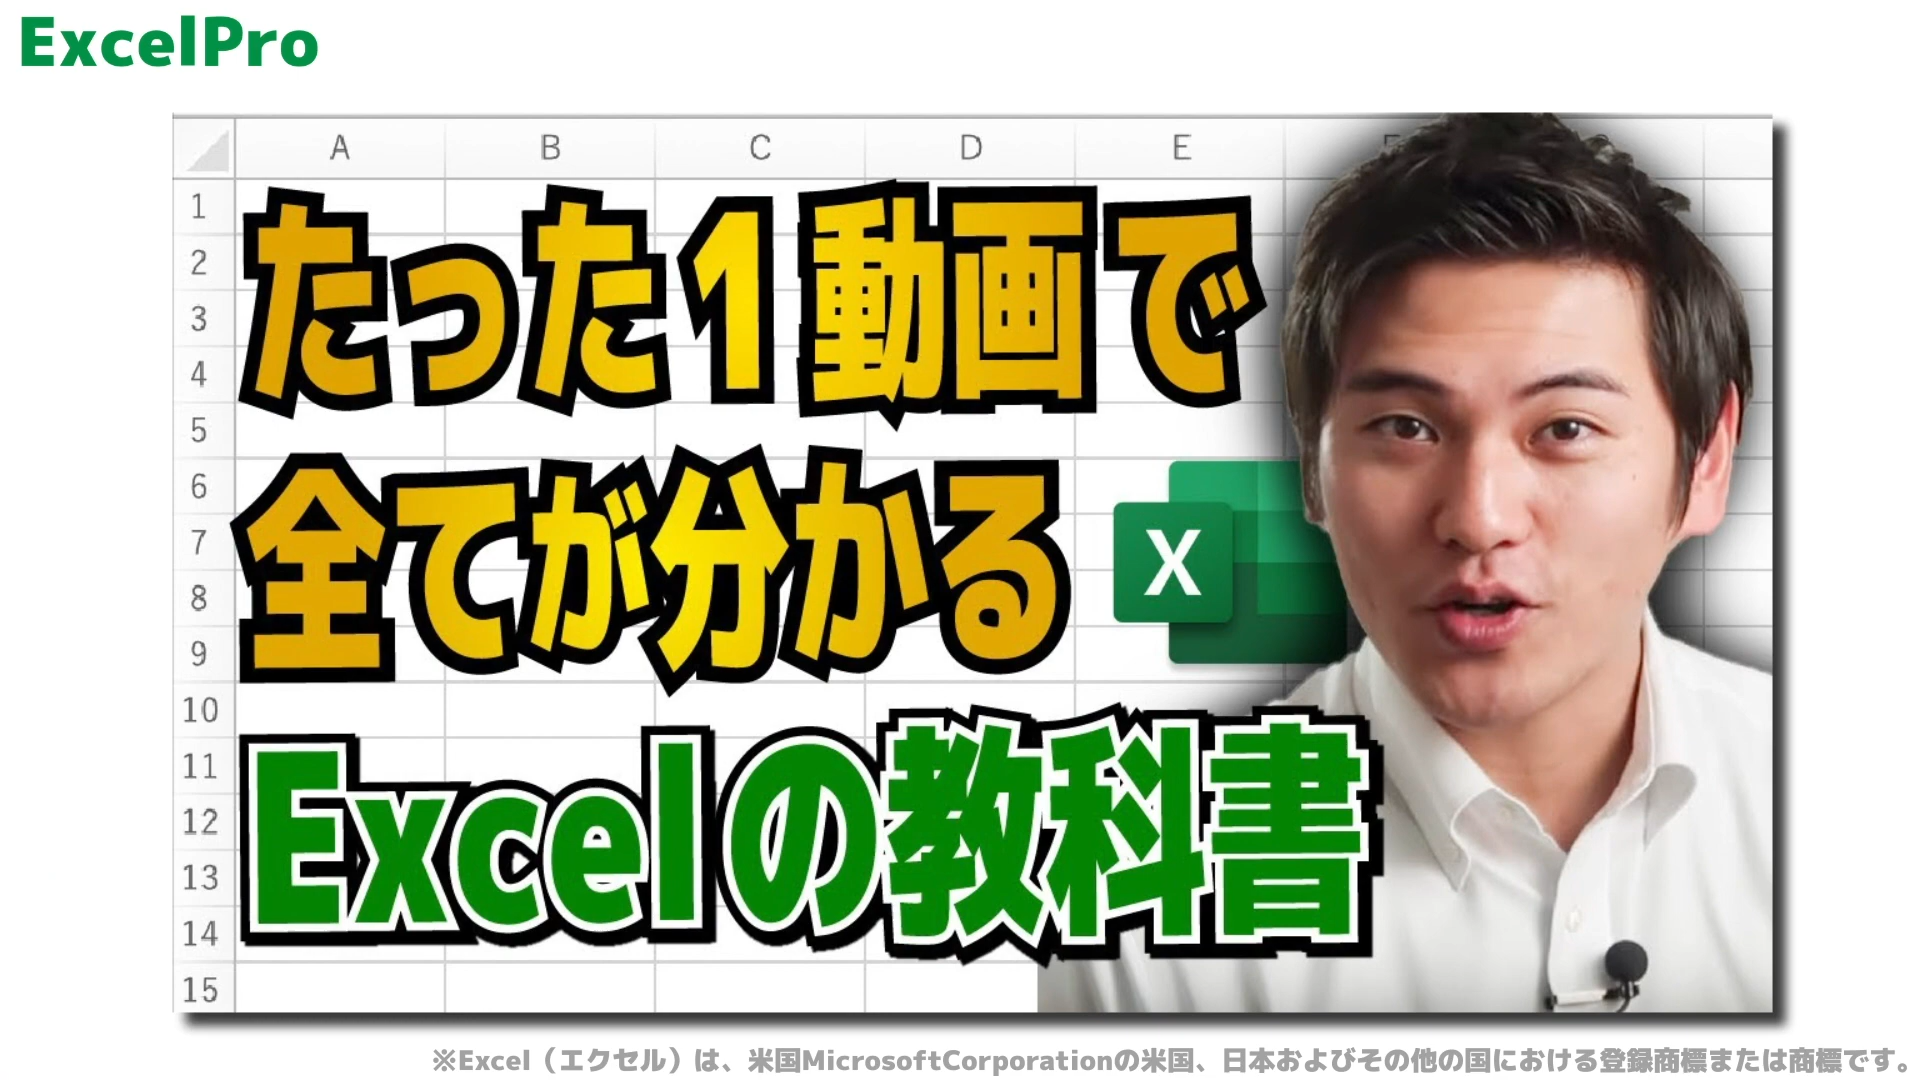 ExcelPro
A B C D E
1
2
3
4
5
6
7
8
9
10
11
12
13
14
15
たった1動画で
全てが分かる
X
Excelの教科書
※Excel（エクセル）は、米国MicrosoftCorporationの米国、日本およびその他の国における登録商標または商標です。